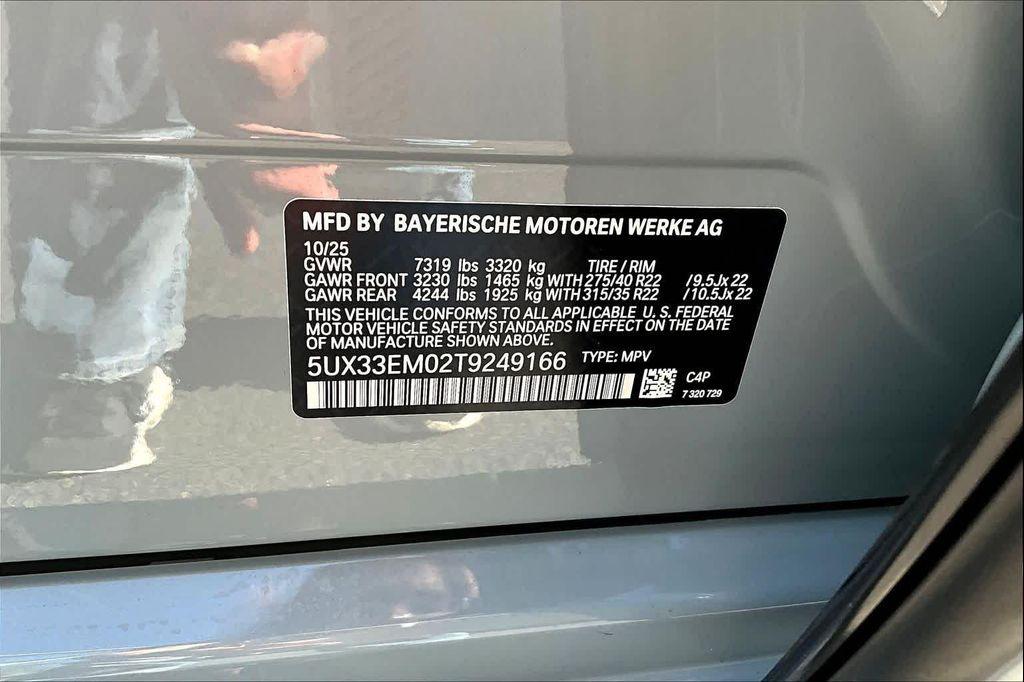 MFD BY BAYERISCHE MOTOREN WERKE AG
10/25
GVWR 7319 lbs 3320 kg TIRE / RIM
GAWR FRONT 3230 lbs 1465 kg WITH 275/40 R22 /9.5Jx 22
GAWR REAR 4244 lbs 1925 kg WITH 315/35 R22 /10.5Jx 22
THIS VEHICLE CONFORMS TO ALL APPLICABLE U. S. FEDERAL
MOTOR VEHICLE SAFETY STANDARDS IN EFFECT ON THE DATE
OF MANUFACTURE SHOWN ABOVE.
5UX33EM02T9249166 TYPE: MPV
C4P
7 320 729